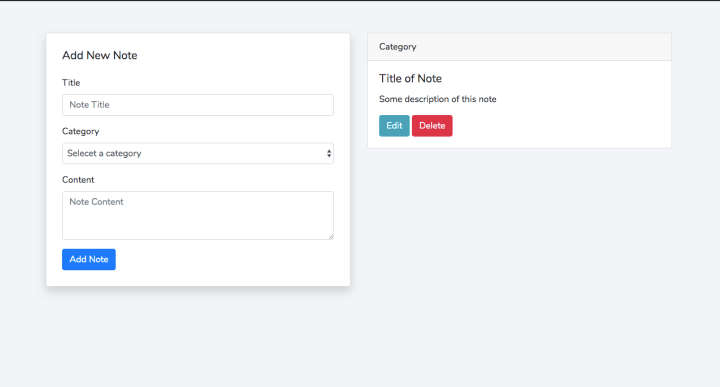 Add New Note
Title
Note Title
Category
Selecet a category
Content
Note Content
Add Note
Category
Title of Note
Some description of this note
Edit Delete